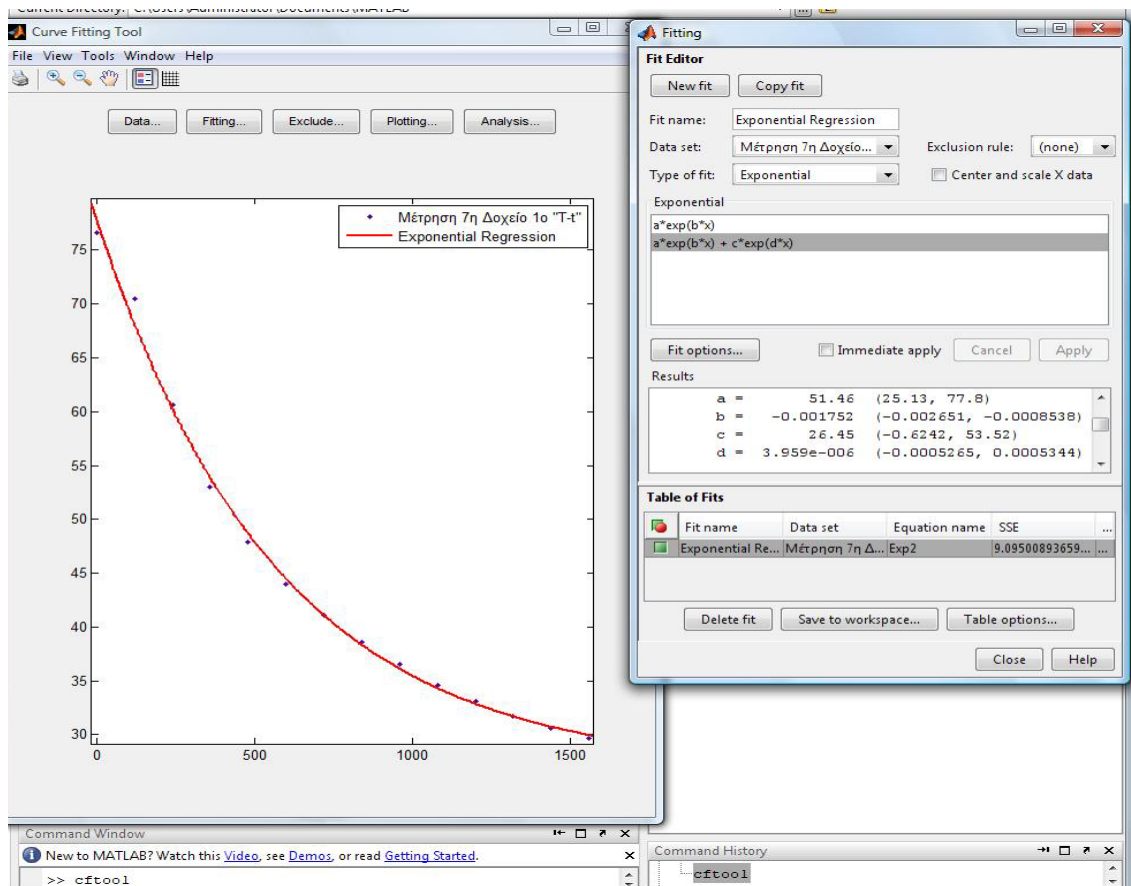 Current Directory: C:\Users\Administrator\Documents\MATLAB
Curve Fitting Tool
File View Tools Window Help
Data... Fitting... Exclude... Plotting... Analysis...
Μέτρηση 7η Δοχείο 1ο "T-t"
Exponential Regression
75
70
65
60
55
50
45
40
35
30
0 500 1000 1500
Fitting
Fit Editor
New fit Copy fit
Fit name: Exponential Regression
Data set: Μέτρηση 7η Δοχείο... Exclusion rule: (none)
Type of fit: Exponential Center and scale X data
Exponential
a*exp(b*x)
a*exp(b*x) + c*exp(d*x)
Fit options... Immediate apply Cancel Apply
Results
a = 51.46 (25.13, 77.8)
b = -0.001752 (-0.002651, -0.0008538)
c = 26.45 (-0.6242, 53.52)
d = 3.959e-006 (-0.0005265, 0.0005344)
Table of Fits
Fit name Data set Equation name SSE ...
Exponential Re... Μέτρηση 7η Δ... Exp2 9.09500893659... ...
Delete fit Save to workspace... Table options...
Close Help
Command Window
New to MATLAB? Watch this Video, see Demos, or read Getting Started.
>> cftool
Command History
cftool